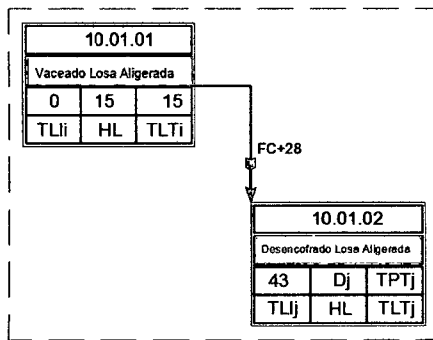 10.01.01
Vaceado Losa Aligerada
0 15 15
TLIi HL TLTi
FC+28
10.01.02
Desencofrado Losa Aligerada
43 Dj TPTj
TLIj HL TLTj